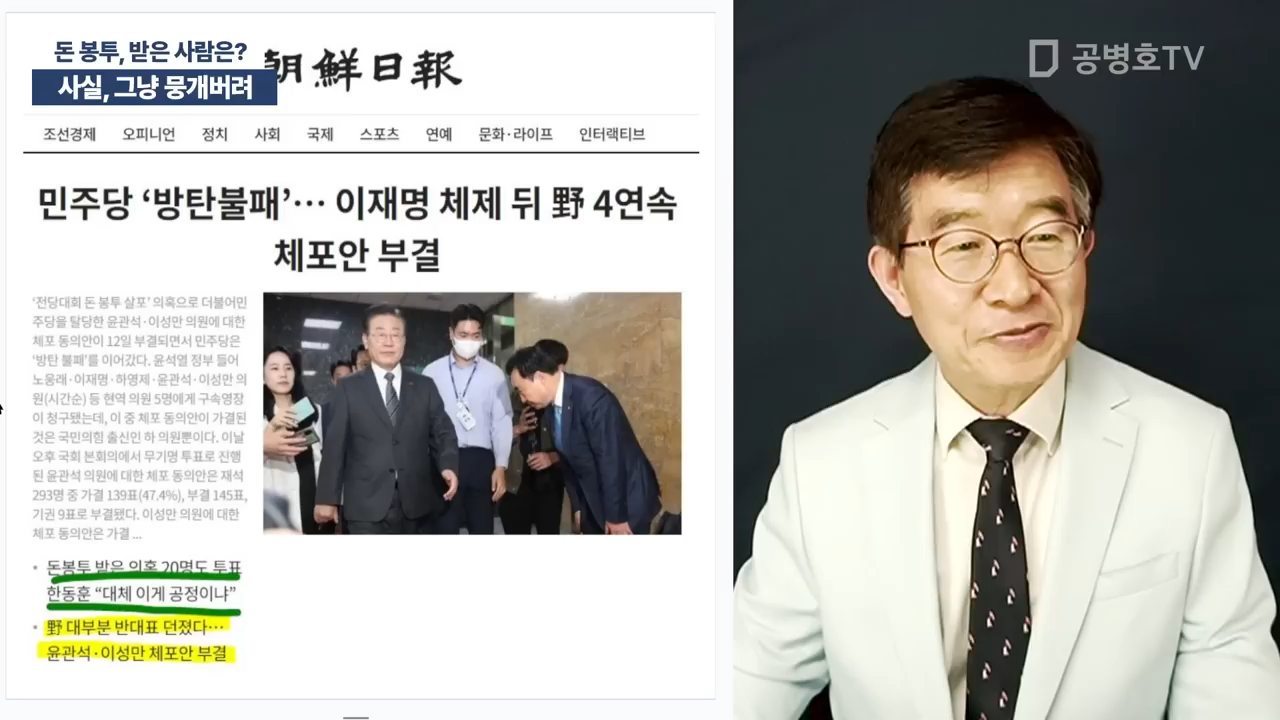 돈 봉투, 받은 사람은?
사실, 그냥 뭉개버려
朝鮮日報
공병호TV
조선경제 오피니언 정치 사회 국제 스포츠 연예 문화·라이프 인터랙티브
민주당 ‘방탄불패’… 이재명 체제 뒤 野 4연속
체포안 부결
‘전당대회 돈 봉투 살포’ 의혹으로 더불어민
주당을 탈당한 윤관석·이성만 의원에 대한
체포 동의안이 12일 부결되면서 민주당은
‘방탄 불패’를 이어갔다. 윤석열 정부 들어
노웅래·이재명·하영제·윤관석·이성만 의
원(시간순) 등 현역 의원 5명에게 구속영장
이 청구됐는데, 이 중 체포 동의안이 가결된
것은 국민의힘 출신인 하 의원뿐이다. 이날
오후 국회 본회의에서 무기명 투표로 진행
된 윤관석 의원에 대한 체포 동의안은 재석
293명 중 가결 139표(47.4%), 부결 145표,
기권 9표로 부결됐다. 이성만 의원에 대한
체포 동의안은 가결 ...
• 돈봉투 받은 의혹 20명도 투표
한동훈 “대체 이게 공정이냐”
• 野 대부분 반대표 던졌다…
윤관석·이성만 체포안 부결